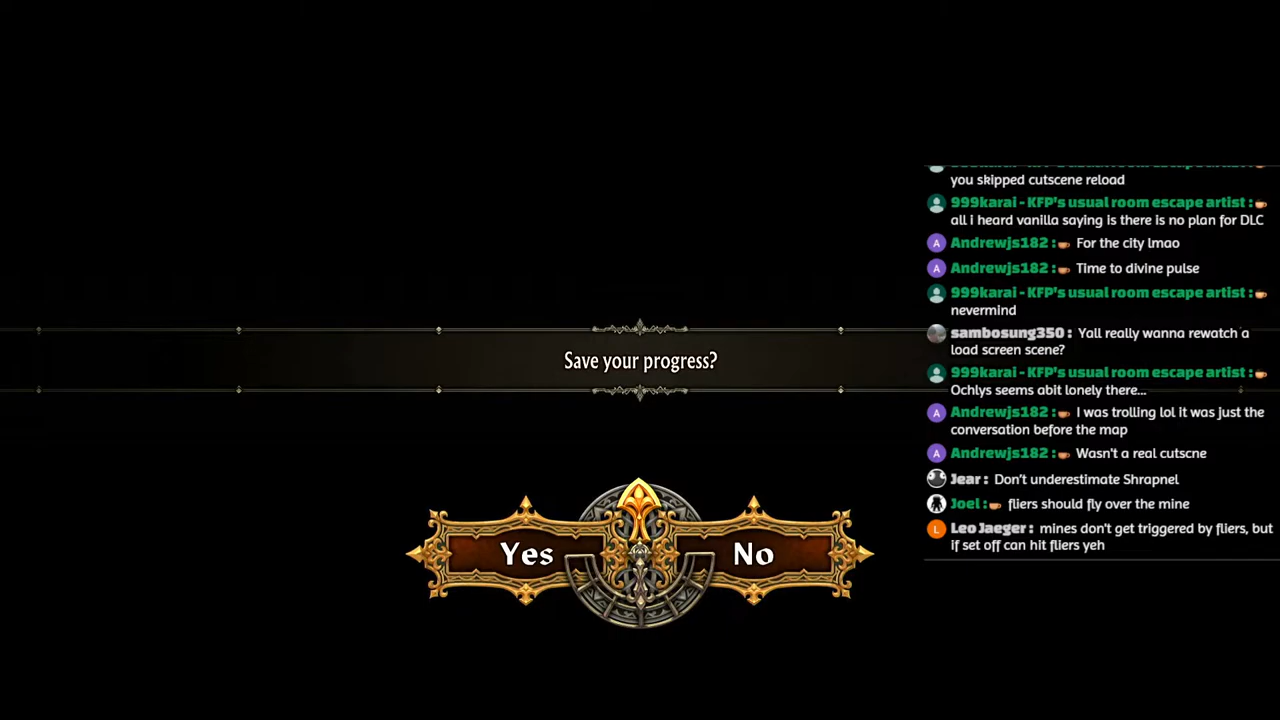 you skipped cutscene reload
999karai - KFP's usual room escape artist :
all i heard vanilla saying is there is no plan for DLC
Andrewjs182 : For the city lmao
Andrewjs182 : Time to divine pulse
999karai - KFP's usual room escape artist :
nevermind
sambosung350 : Yall really wanna rewatch a
load screen scene?
999karai - KFP's usual room escape artist :
Ochlys seems abit lonely there...
Andrewjs182 : I was trolling lol it was just the
conversation before the map
Andrewjs182 : Wasn't a real cutscne
Jear : Don't underestimate Shrapnel
Joel : fliers should fly over the mine
Leo Jaeger : mines don't get triggered by fliers, but
if set off can hit fliers yeh
Save your progress?
Yes
No